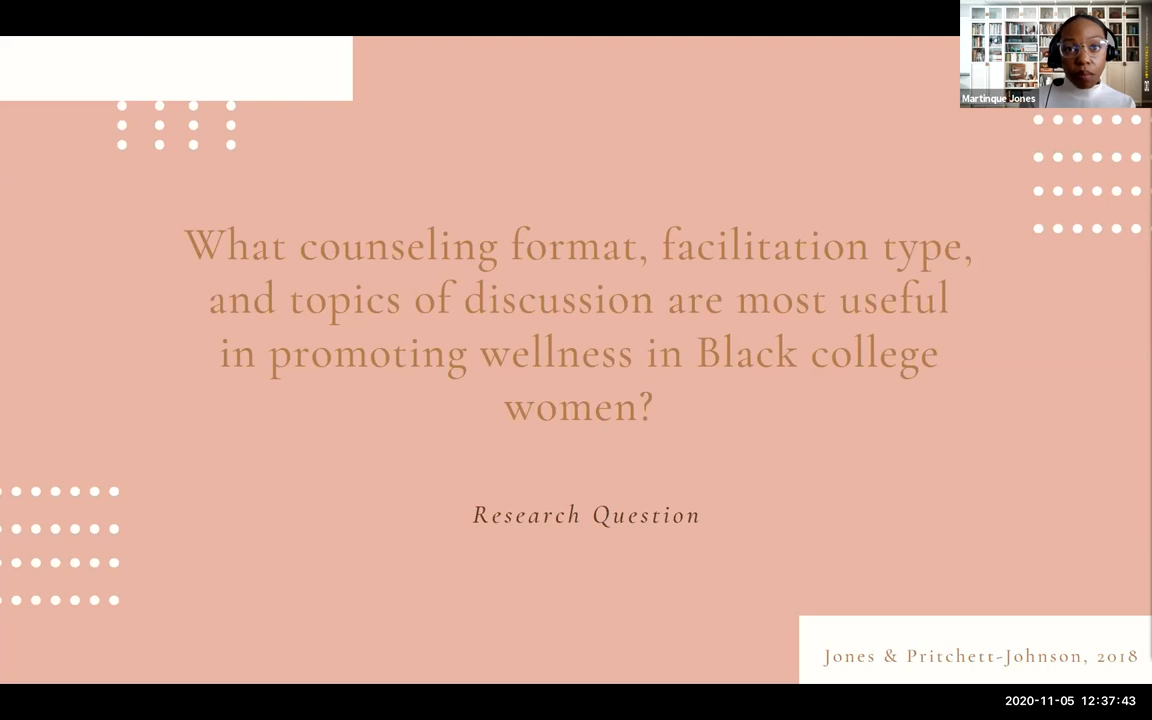 Martinque Jones
What counseling format, facilitation type,
and topics of discussion are most useful
in promoting wellness in Black college
women?
Research Question
Jones & Pritchett-Johnson, 2018
2020-11-05 12:37:43